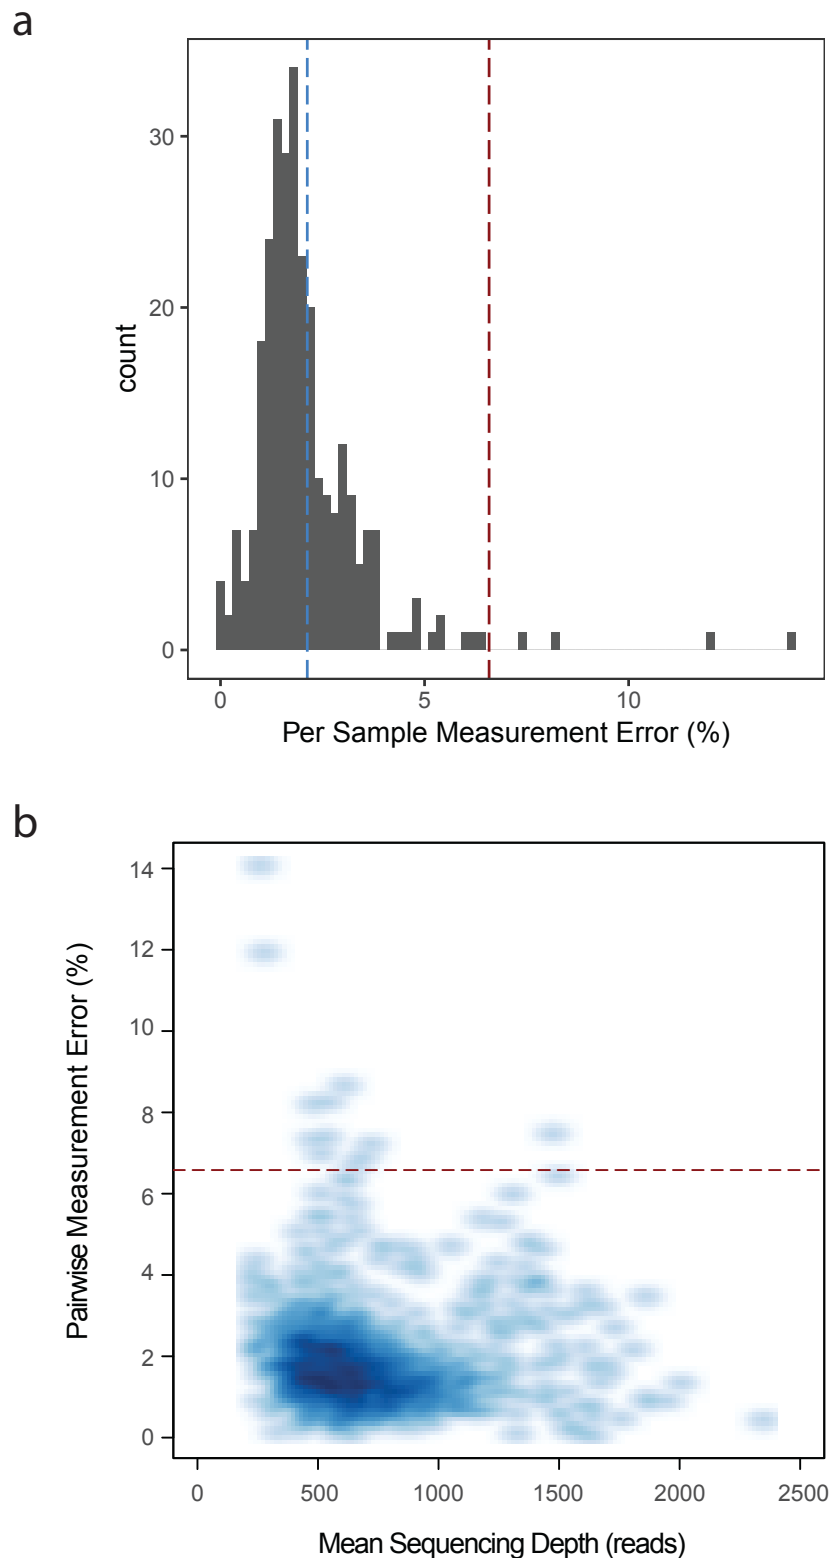 a
30
20
10
0
count
0 5 10
Per Sample Measurement Error (%)
b
14
12
10
8
6
4
2
0
Pairwise Measurement Error (%)
0 500 1000 1500 2000 2500
Mean Sequencing Depth (reads)